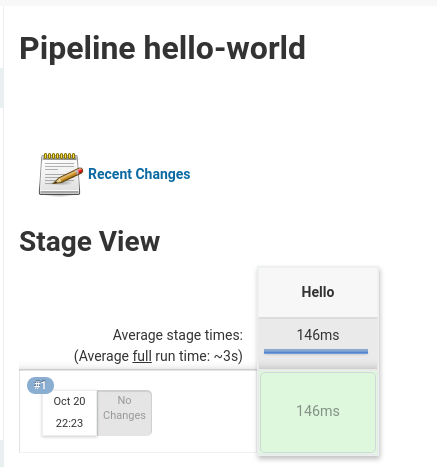 Pipeline hello-world
Recent Changes
Stage View
Hello
Average stage times:
146ms
(Average full run time: ~3s)
#1
Oct 20
22:23
No
Changes
146ms